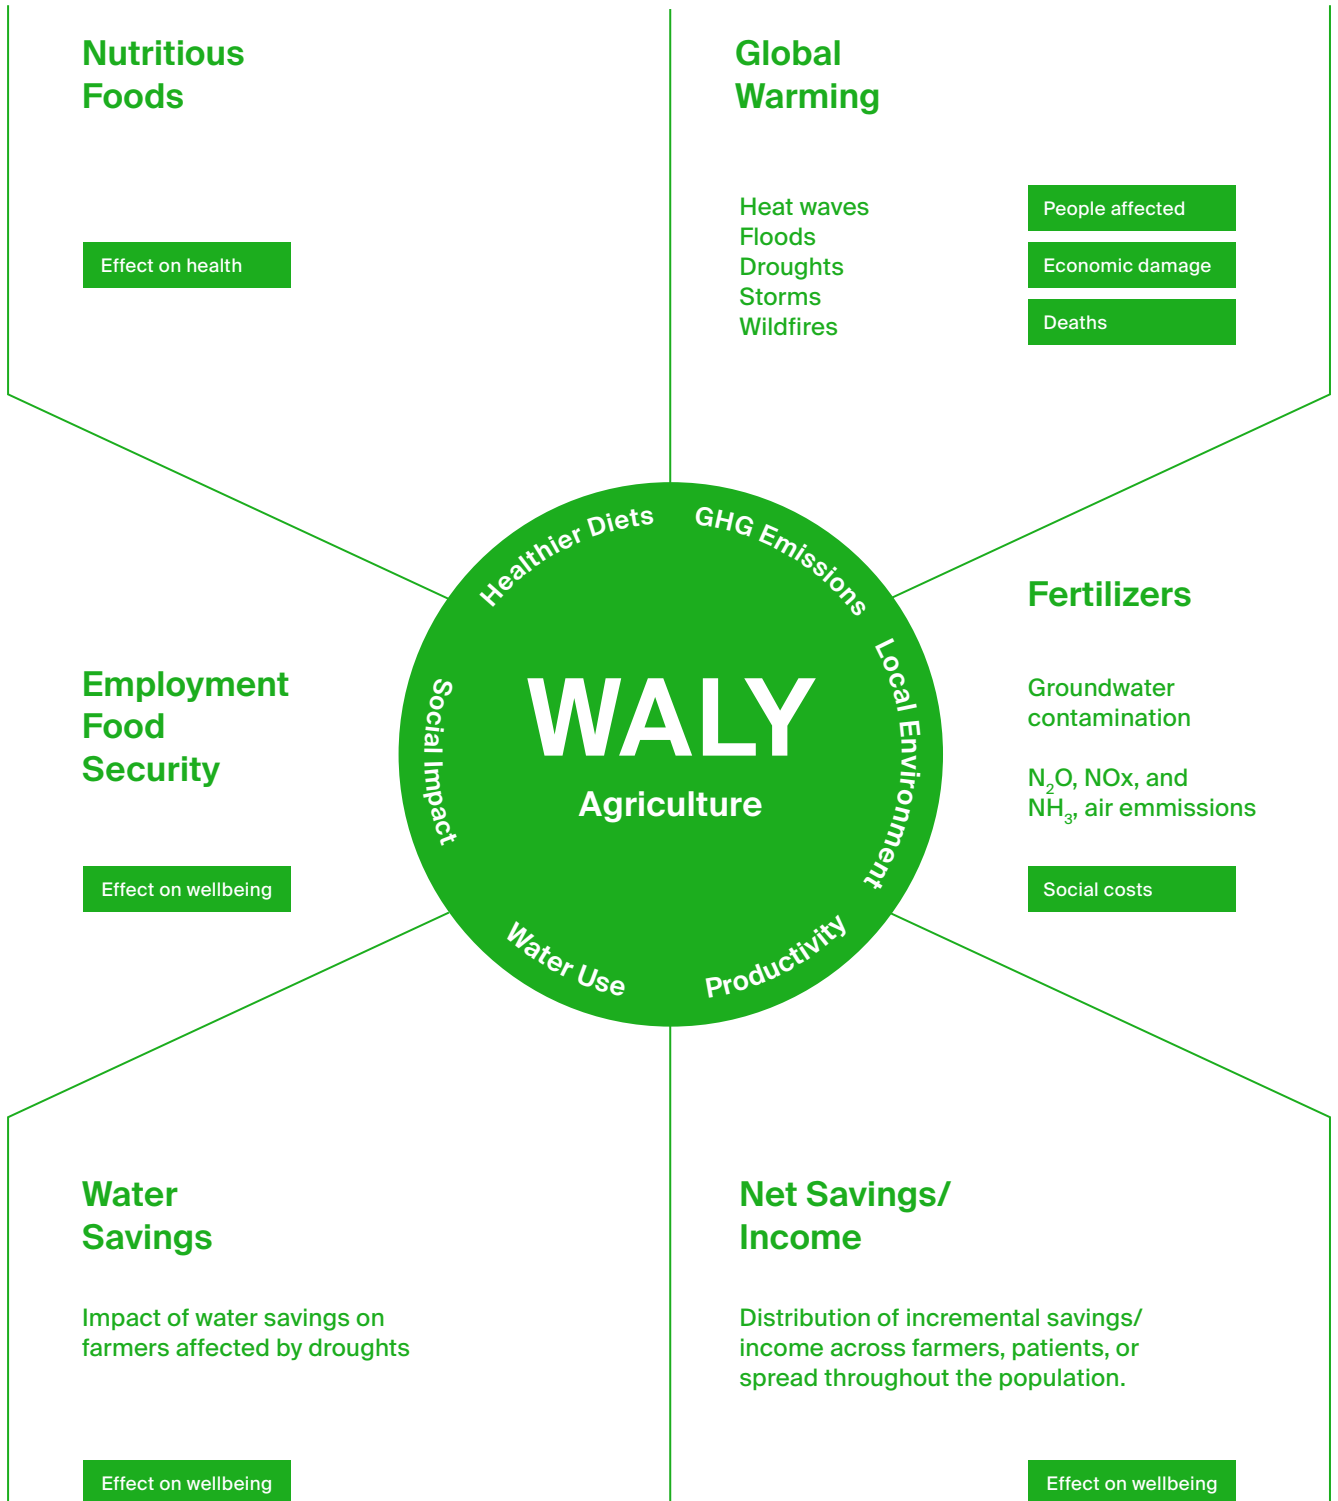 Nutritious
Foods
Effect on health
Global
Warming
Heat waves
Floods
Droughts
Storms
Wildfires
People affected
Economic damage
Deaths
Healthier Diets
GHG Emissions
Local Environment
Productivity
Water Use
Social Impact
WALY
Agriculture
Employment
Food
Security
Effect on wellbeing
Fertilizers
Groundwater
contamination
N₂O, NOx, and
NH₃, air emmissions
Social costs
Water
Savings
Impact of water savings on
farmers affected by droughts
Effect on wellbeing
Net Savings/
Income
Distribution of incremental savings/
income across farmers, patients, or
spread throughout the population.
Effect on wellbeing